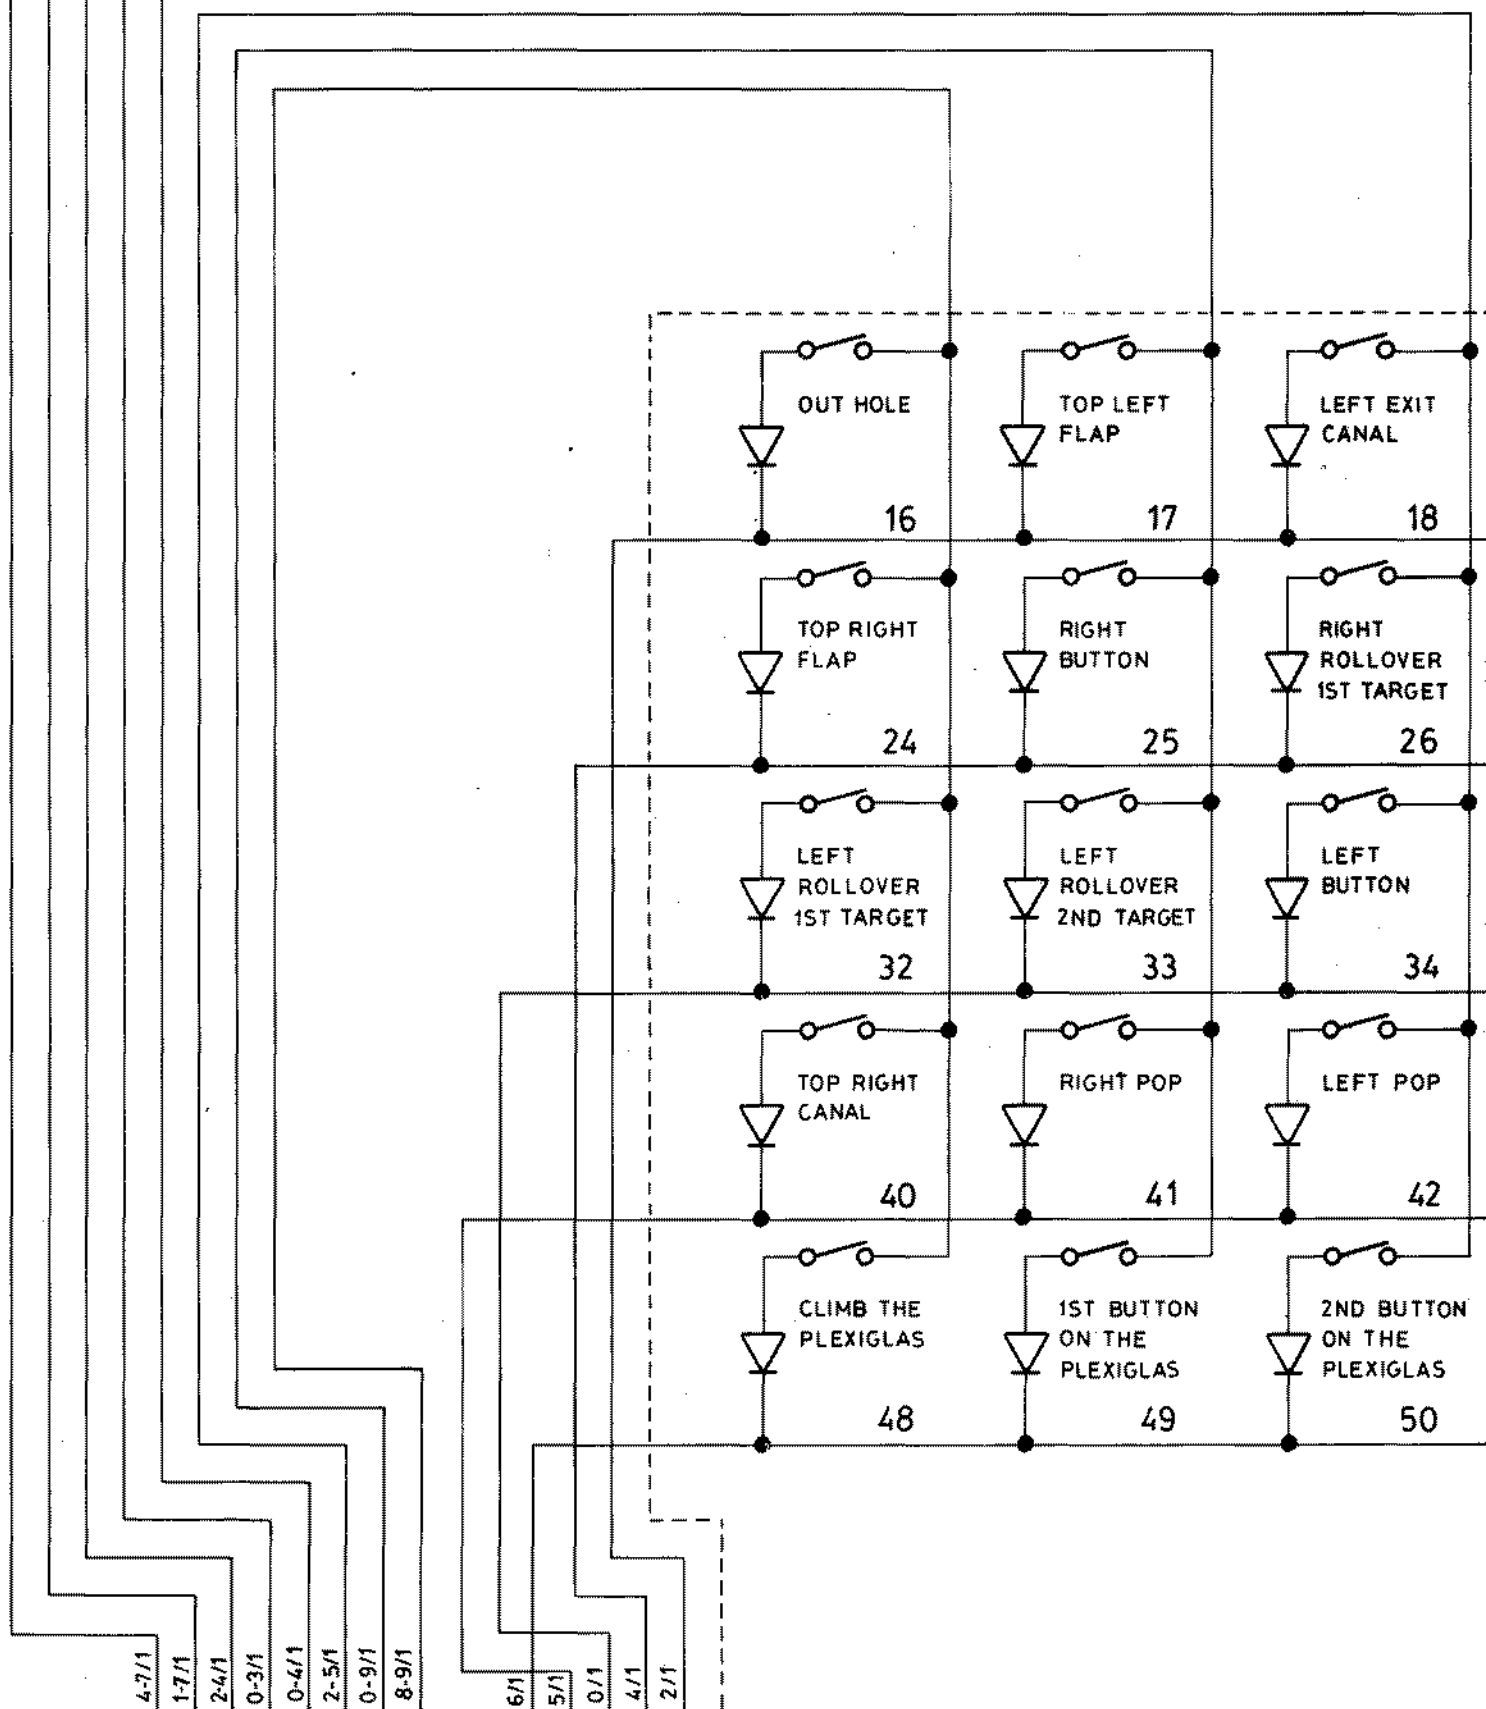 OUT HOLE
16
TOP LEFT
FLAP
17
LEFT EXIT
CANAL
18
TOP RIGHT
FLAP
24
RIGHT
BUTTON
25
RIGHT
ROLLOVER
1ST TARGET
26
LEFT
ROLLOVER
1ST TARGET
32
LEFT
ROLLOVER
2ND TARGET
33
LEFT
BUTTON
34
TOP RIGHT
CANAL
40
RIGHT POP
41
LEFT POP
42
CLIMB THE
PLEXIGLAS
48
1ST BUTTON
ON THE
PLEXIGLAS
49
2ND BUTTON
ON THE
PLEXIGLAS
50
4-7/1
1-7/1
2-4/1
0-3/1
0-4/1
2-5/1
0-9/1
8-9/1
6/1
5/1
0/1
4/1
2/1